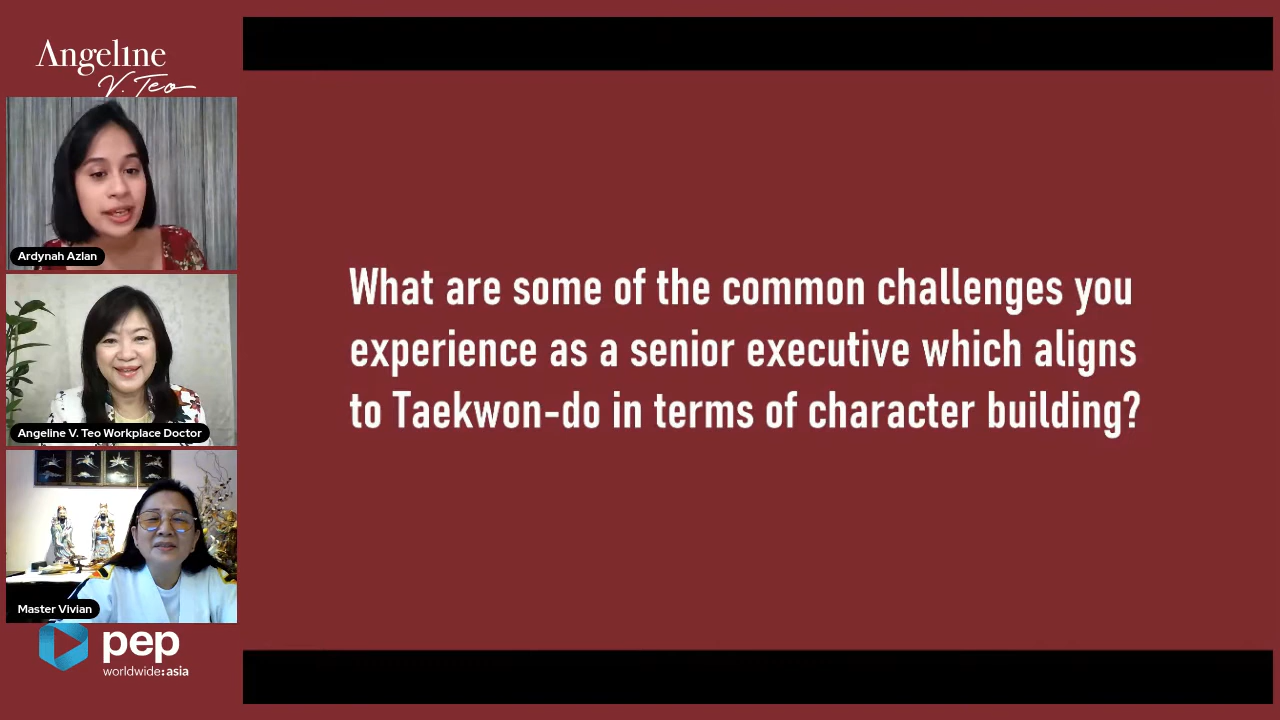 Angel1ne
V. Teo
Ardynah Azlan
Angeline V. Teo Workplace Doctor
Master Vivian
pep
worldwide:asia
What are some of the common challenges you
experience as a senior executive which aligns
to Taekwon-do in terms of character building?